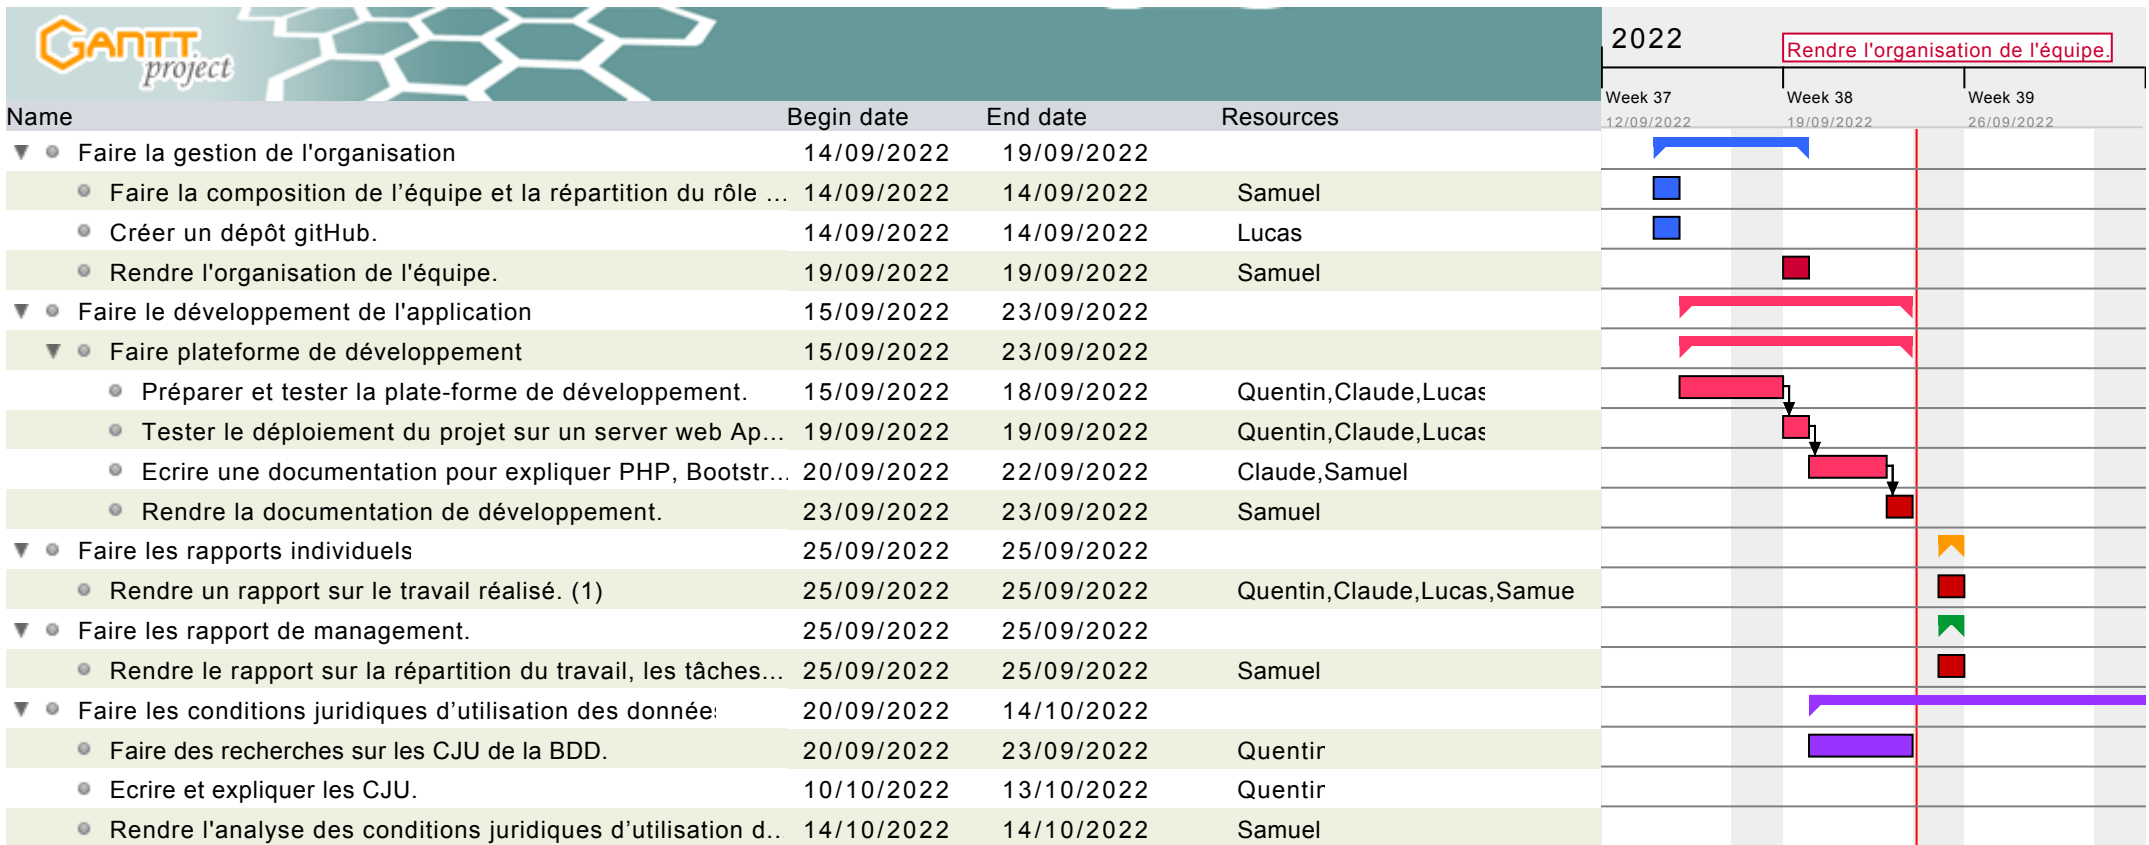 GANTT
project
2022
Rendre l'organisation de l'équipe.
Week 37 Week 38 Week 39
12/09/2022 19/09/2022 26/09/2022
Name Begin date End date Resources
Faire la gestion de l'organisation 14/09/2022 19/09/2022
Faire la composition de l’équipe et la répartition du rôle ... 14/09/2022 14/09/2022 Samuel
Créer un dépôt gitHub. 14/09/2022 14/09/2022 Lucas
Rendre l'organisation de l'équipe. 19/09/2022 19/09/2022 Samuel
Faire le développement de l'application 15/09/2022 23/09/2022
Faire plateforme de développement 15/09/2022 23/09/2022
Préparer et tester la plate-forme de développement. 15/09/2022 18/09/2022 Quentin,Claude,Lucas
Tester le déploiement du projet sur un server web Ap... 19/09/2022 19/09/2022 Quentin,Claude,Lucas
Ecrire une documentation pour expliquer PHP, Bootstr... 20/09/2022 22/09/2022 Claude,Samuel
Rendre la documentation de développement. 23/09/2022 23/09/2022 Samuel
Faire les rapports individuels 25/09/2022 25/09/2022
Rendre un rapport sur le travail réalisé. (1) 25/09/2022 25/09/2022 Quentin,Claude,Lucas,Samue
Faire les rapport de management. 25/09/2022 25/09/2022
Rendre le rapport sur la répartition du travail, les tâches... 25/09/2022 25/09/2022 Samuel
Faire les conditions juridiques d’utilisation des données 20/09/2022 14/10/2022
Faire des recherches sur les CJU de la BDD. 20/09/2022 23/09/2022 Quentin
Ecrire et expliquer les CJU. 10/10/2022 13/10/2022 Quentin
Rendre l'analyse des conditions juridiques d’utilisation d.. 14/10/2022 14/10/2022 Samuel